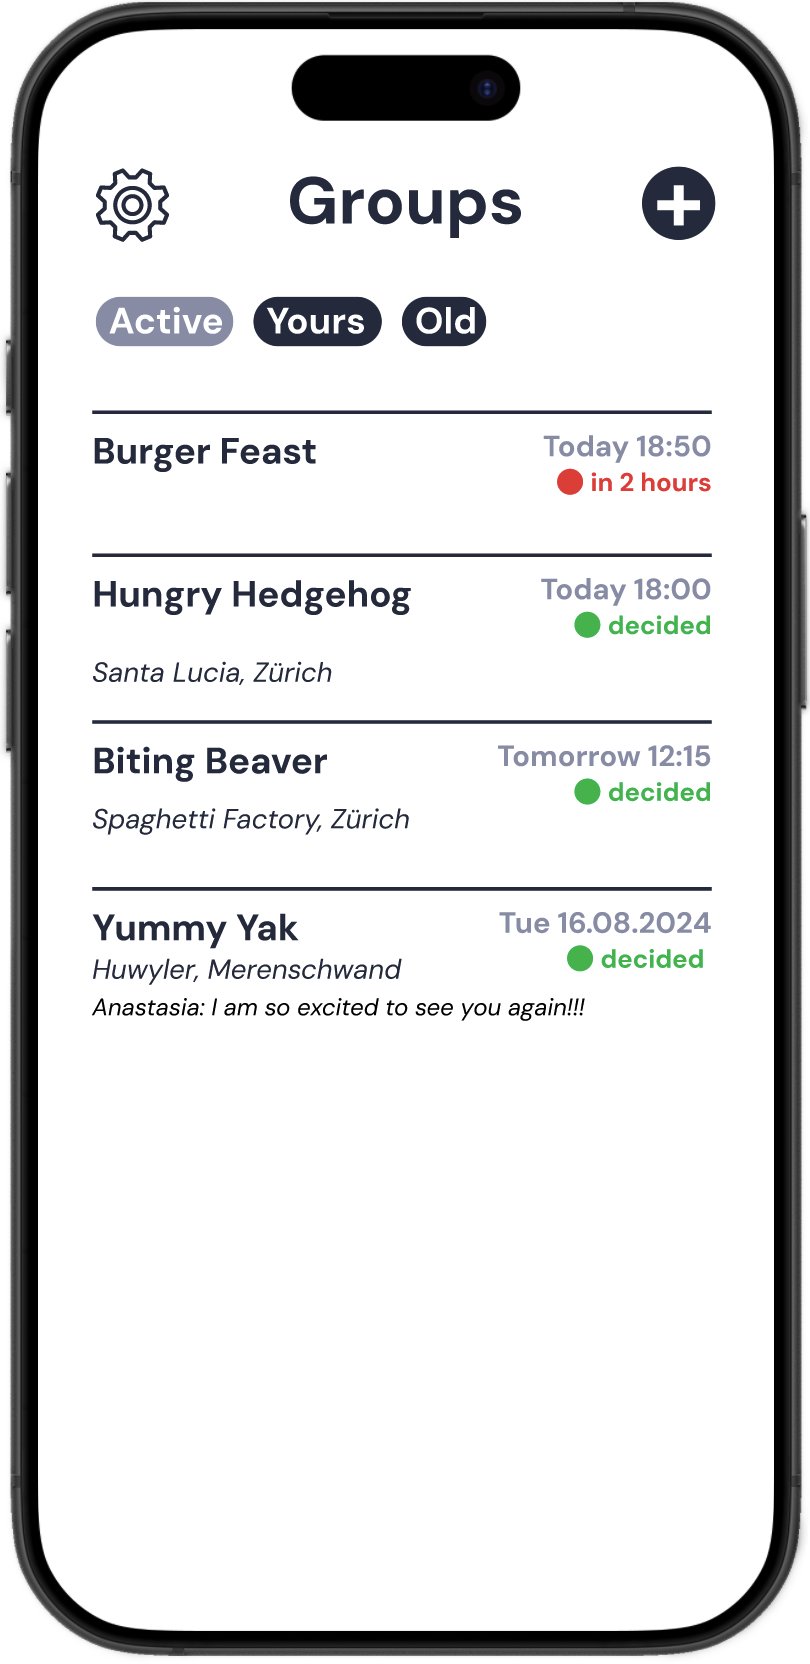 Groups
Active Yours Old
Burger Feast Today 18:50
in 2 hours
Hungry Hedgehog Today 18:00
decided
Santa Lucia, Zürich
Biting Beaver Tomorrow 12:15
decided
Spaghetti Factory, Zürich
Yummy Yak Tue 16.08.2024
decided
Huwyler, Merenschwand
Anastasia: I am so excited to see you again!!!